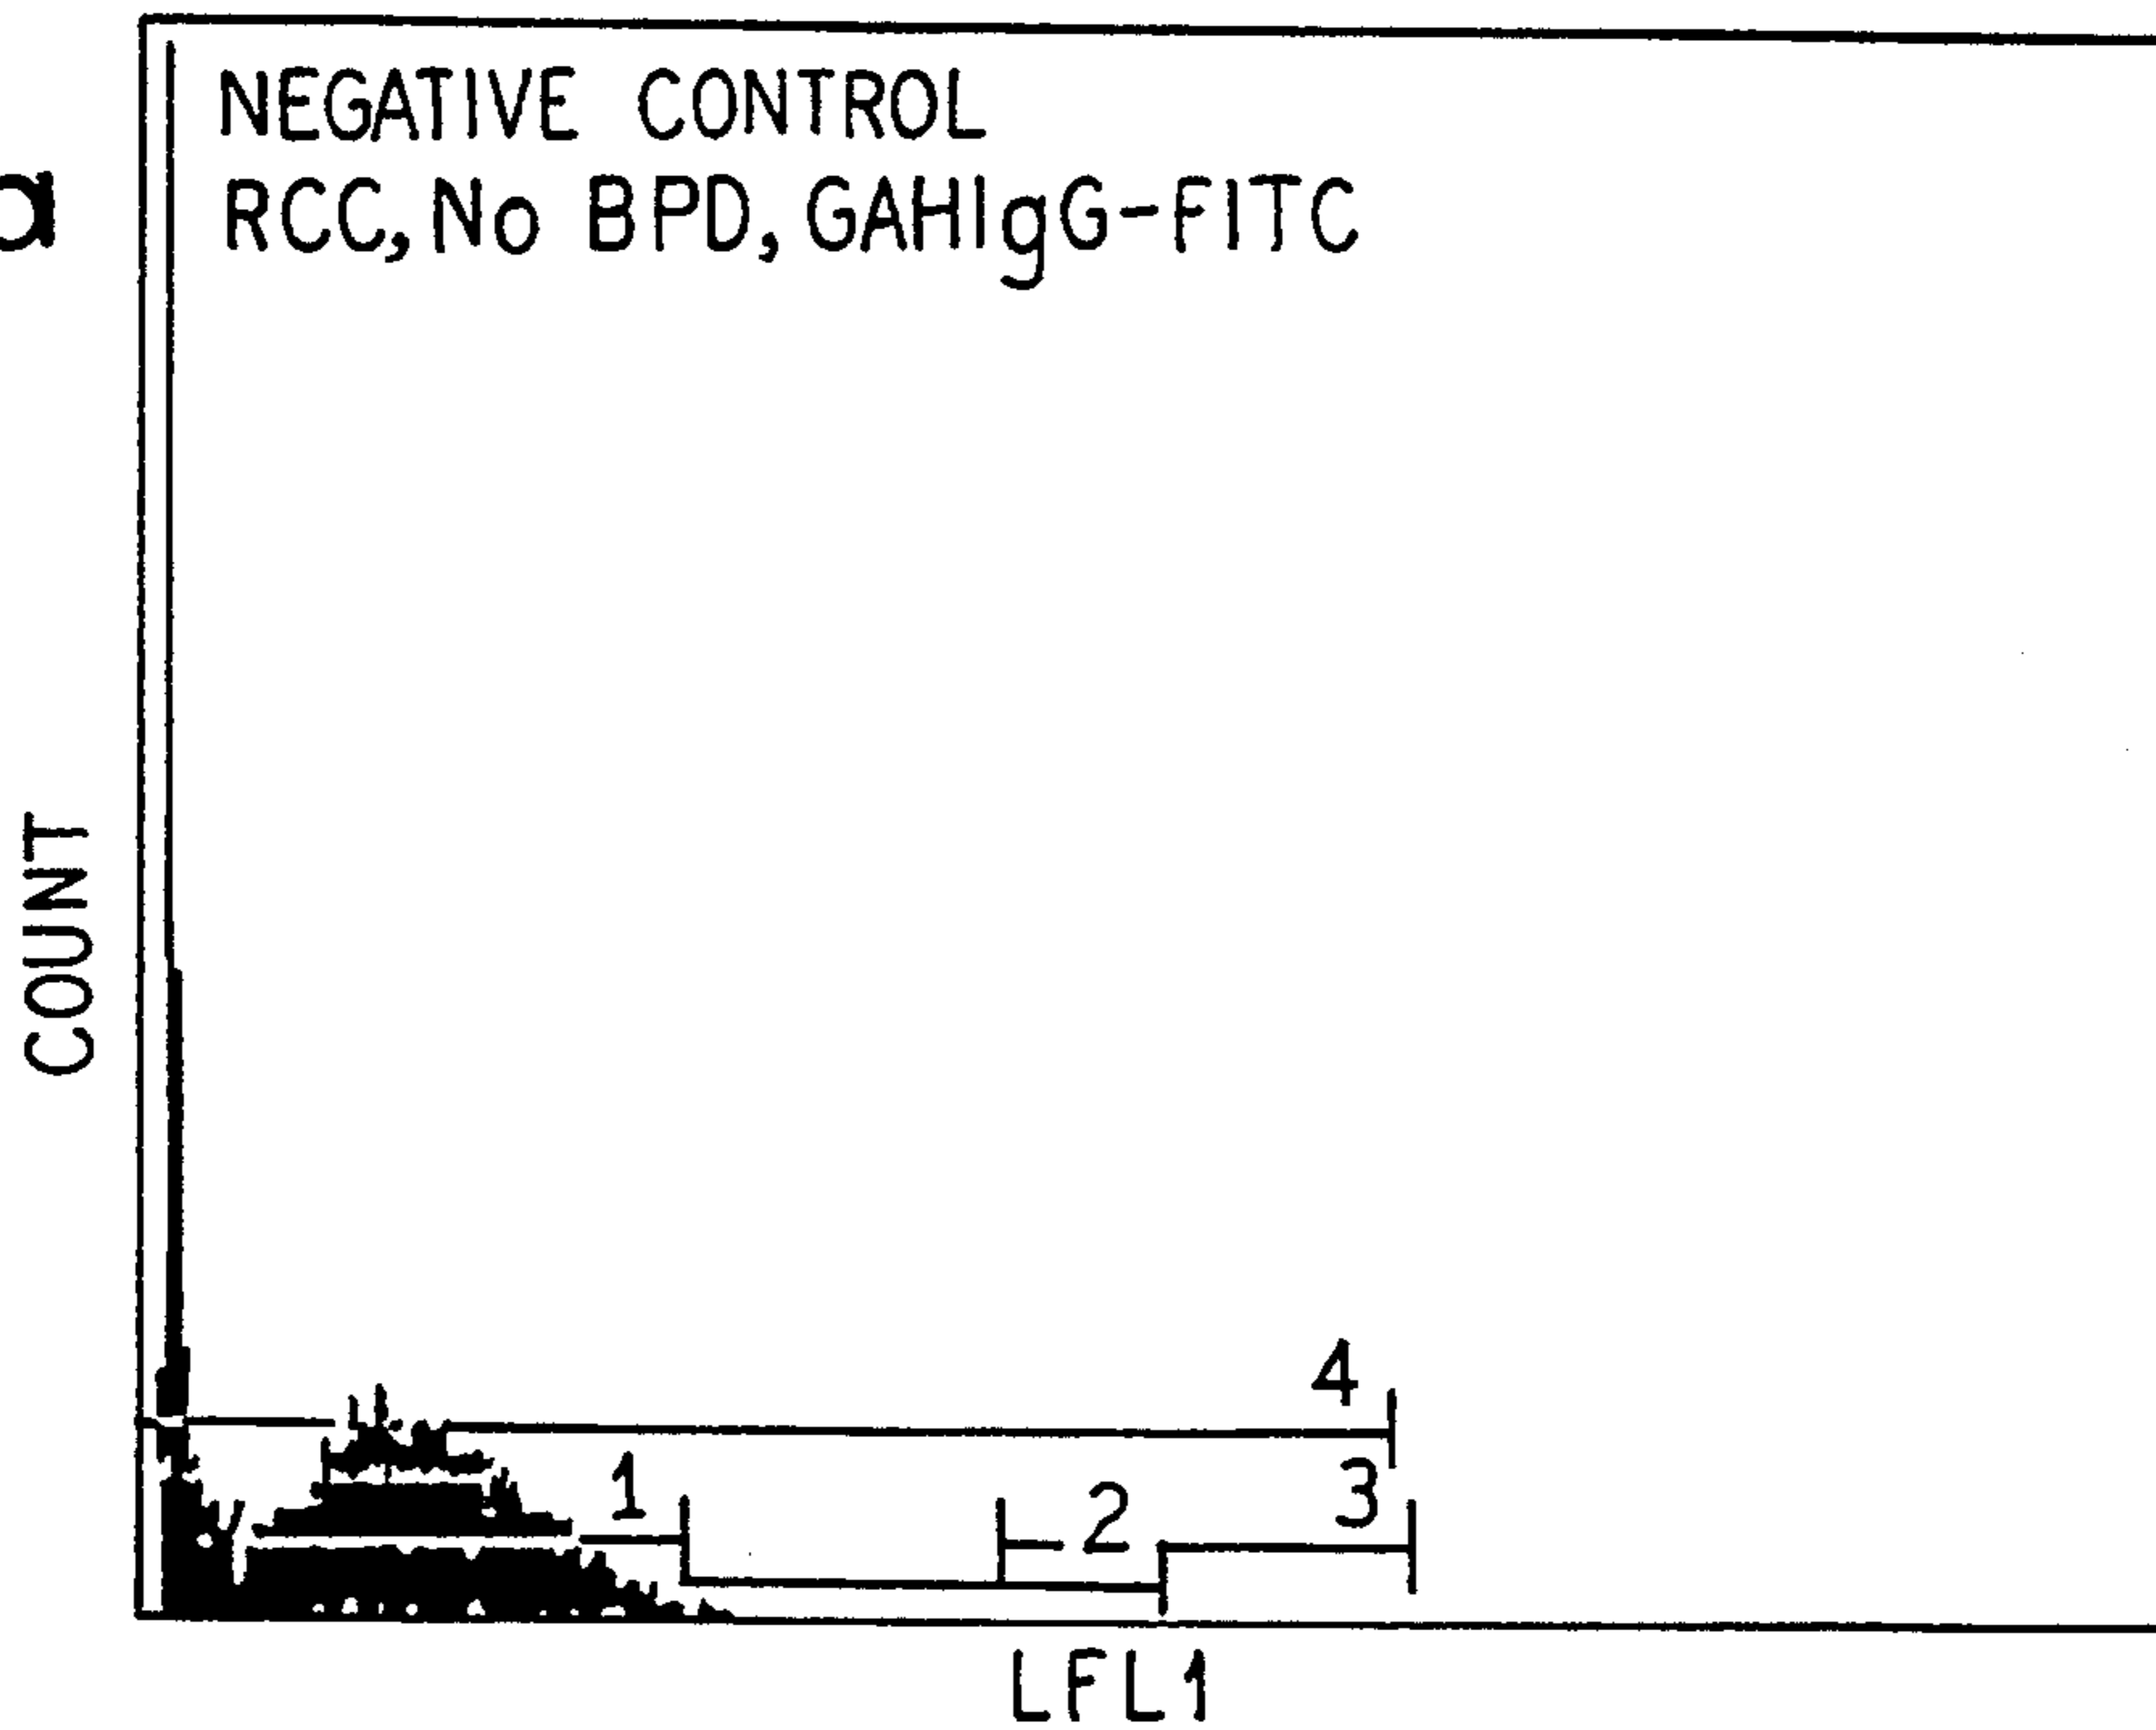 a
NEGATIVE CONTROL
RCC, No BPD, GAHIgG-FITC
COUNT
4
1
2
3
LFL1